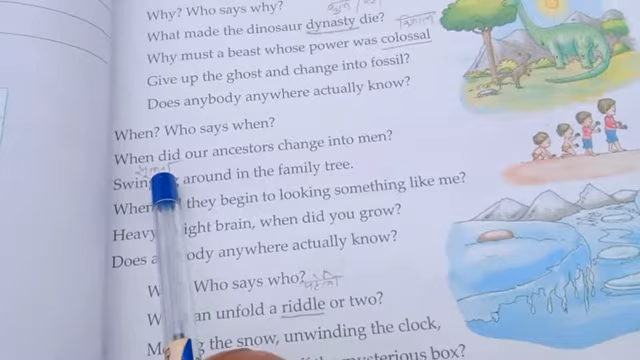 Why? Who says why?
What made the dinosaur dynasty die?
Why must a beast whose power was colossal
Give up the ghost and change into fossil?
Does anybody anywhere actually know?
When? Who says when?
When did our ancestors change into men?
Swin around in the family tree.
When they begin to looking something like me?
Heavy ight brain, when did you grow?
Does a ody anywhere actually know?
W Who says who?
W an unfold a riddle or two?
the snow, unwinding the clock,
mysterious box?